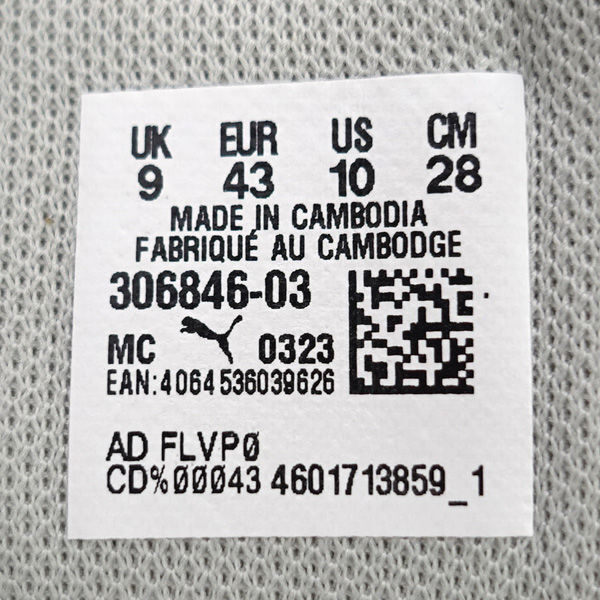 UK EUR US CM
9 43 10 28
MADE IN CAMBODIA
FABRIQUÉ AU CAMBODGE
306846-03
MC 0323
EAN:4064536039626
AD FLVPØ
CD%ØØØ43 4601713859_1